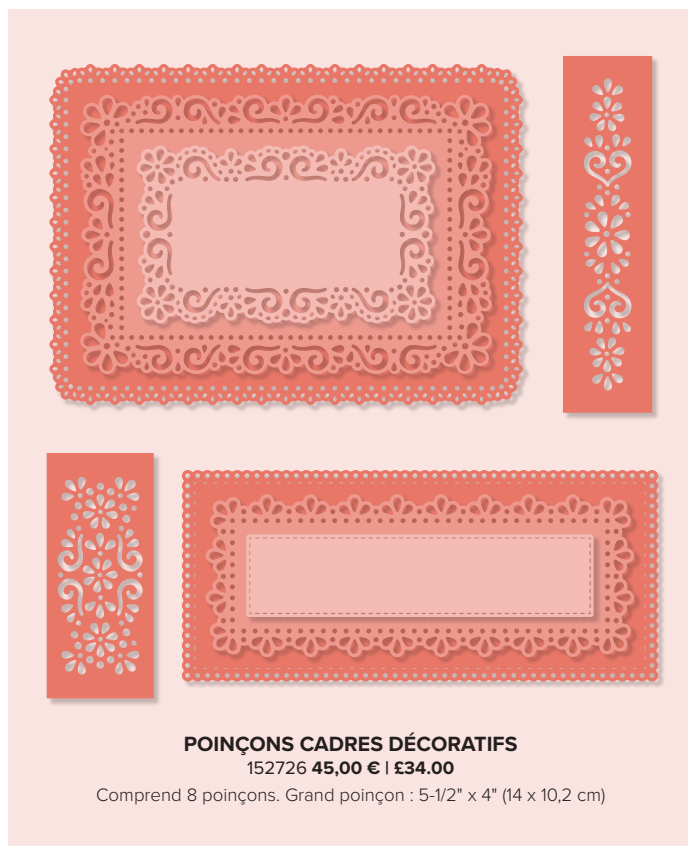 POINÇONS CADRES DÉCORATIFS
152726 45,00 € | £34.00
Comprend 8 poinçons. Grand poinçon : 5-1/2" x 4" (14 x 10,2 cm)